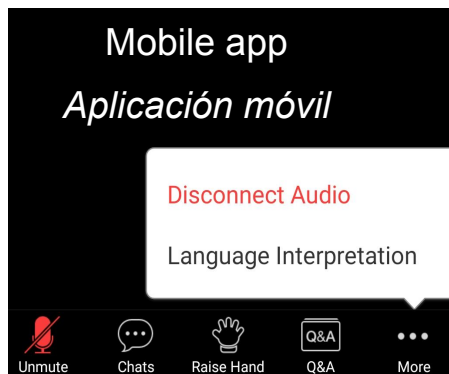 Mobile app
Aplicación móvil
Disconnect Audio
Language Interpretation
Q&A
Unmute Chats Raise Hand Q&A More